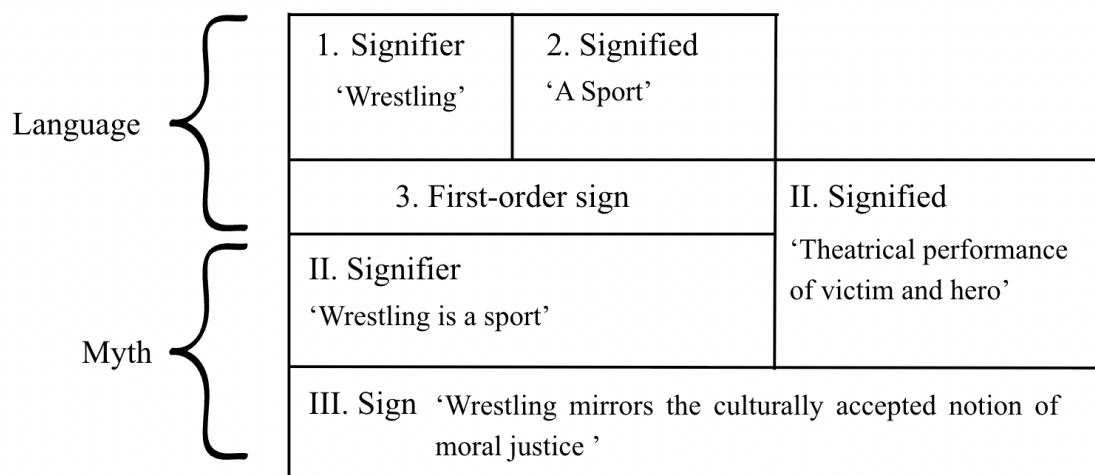 1. Signifier
‘Wrestling’
2. Signified
‘A Sport’
Language
3. First-order sign
II. Signified
‘Theatrical performance
of victim and hero’
II. Signifier
‘Wrestling is a sport’
Myth
III. Sign ‘Wrestling mirrors the culturally accepted notion of
moral justice ’